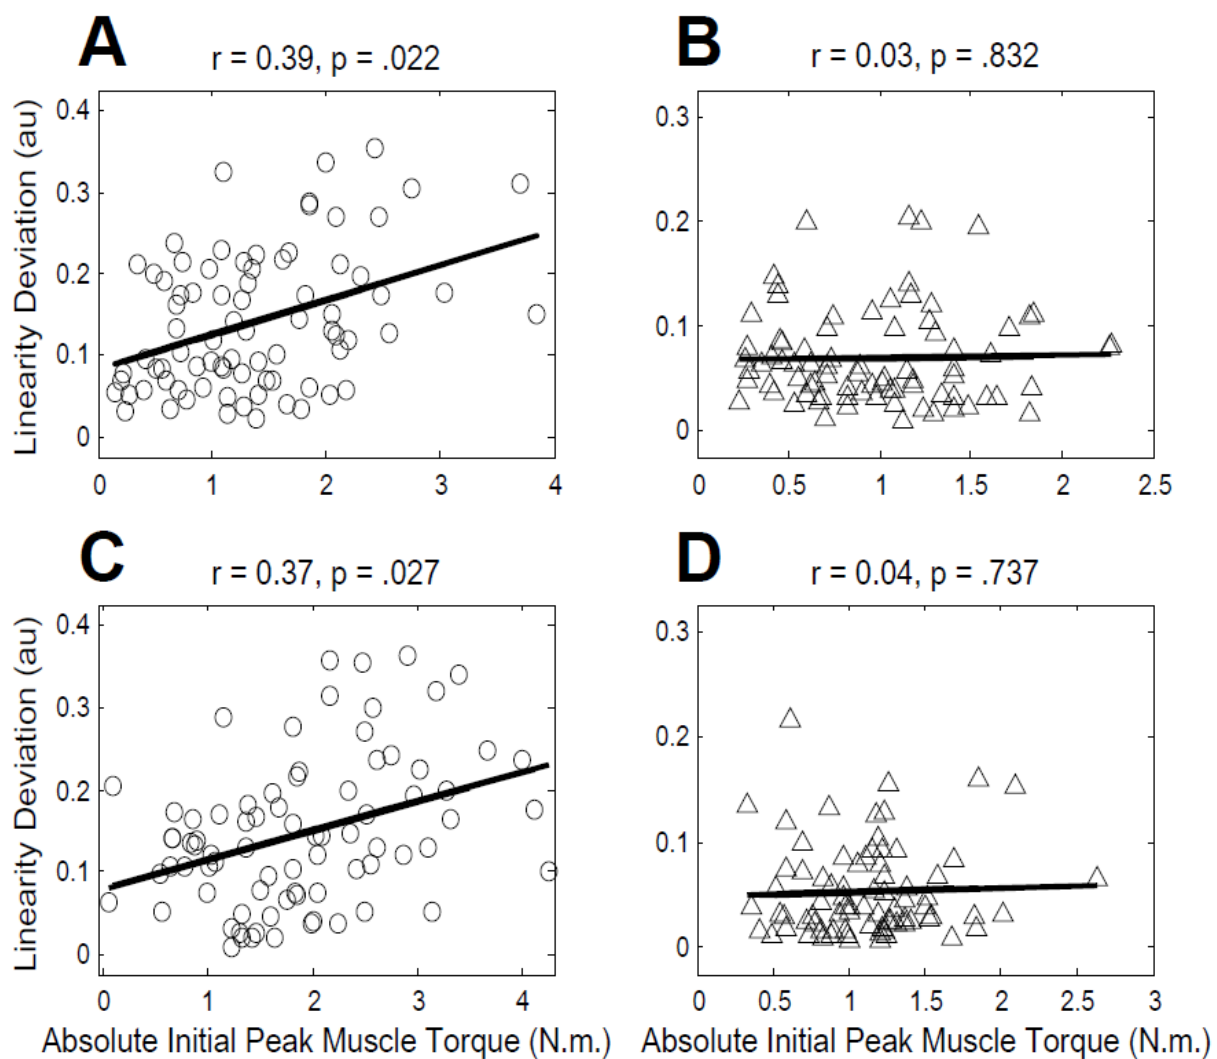 A
r = 0.39, p = .022
Linearity Deviation (au)
0.4
0.3
0.2
0.1
0
0 1 2 3 4
B
r = 0.03, p = .832
0.3
0.2
0.1
0
0 0.5 1 1.5 2 2.5
C
r = 0.37, p = .027
Linearity Deviation (au)
0.4
0.3
0.2
0.1
0
0 1 2 3 4
Absolute Initial Peak Muscle Torque (N.m.)
D
r = 0.04, p = .737
0.3
0.2
0.1
0
0 0.5 1 1.5 2 2.5 3
Absolute Initial Peak Muscle Torque (N.m.)